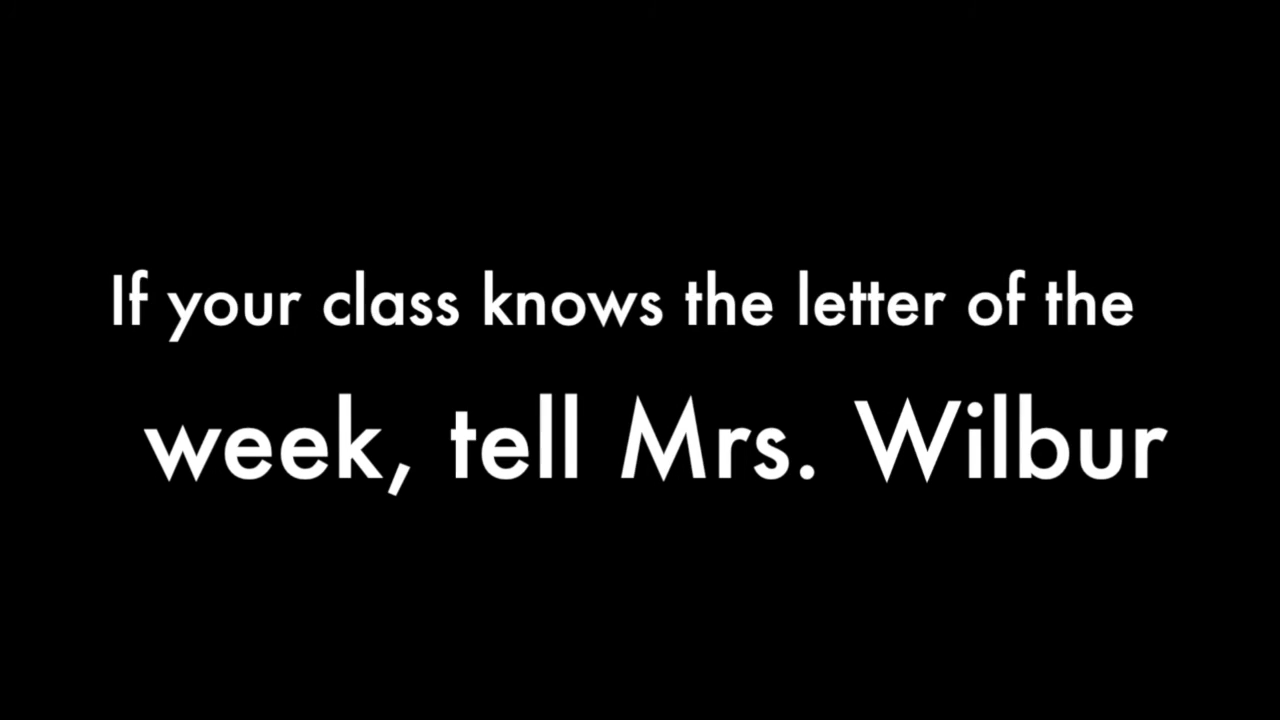 If your class knows the letter of the
week, tell Mrs. Wilbur